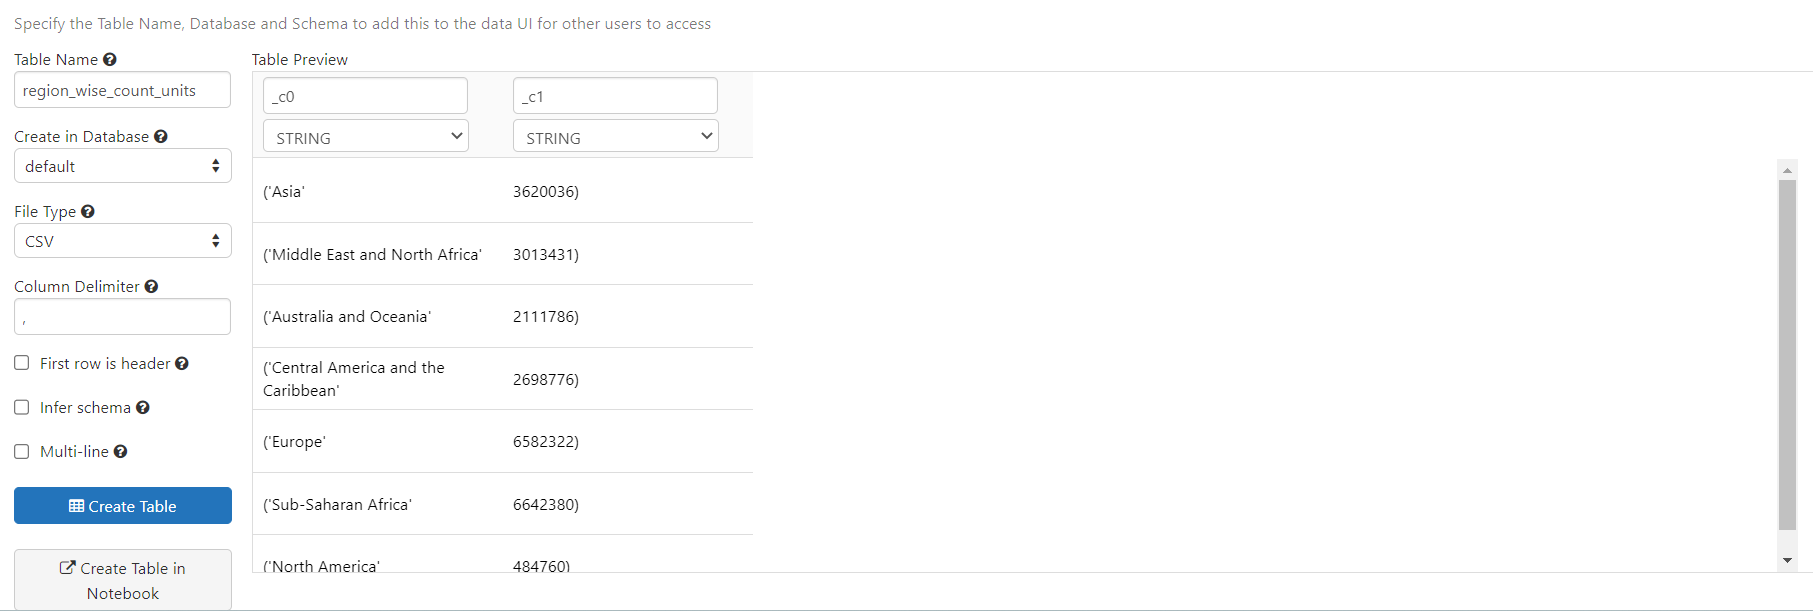 Specify the Table Name, Database and Schema to add this to the data UI for other users to access
Table Name
region_wise_count_units
Create in Database
default
File Type
CSV
Column Delimiter
,
First row is header
Infer schema
Multi-line
Create Table
Create Table in
Notebook
Table Preview
_c0 _c1
STRING STRING
('Asia' 3620036)
('Middle East and North Africa' 3013431)
('Australia and Oceania' 2111786)
('Central America and the
Caribbean' 2698776)
('Europe' 6582322)
('Sub-Saharan Africa' 6642380)
('North America' 484760)